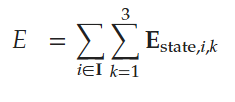 E = ∑_{i∈I} ∑_{k=1}^{3} E_{state,i,k}